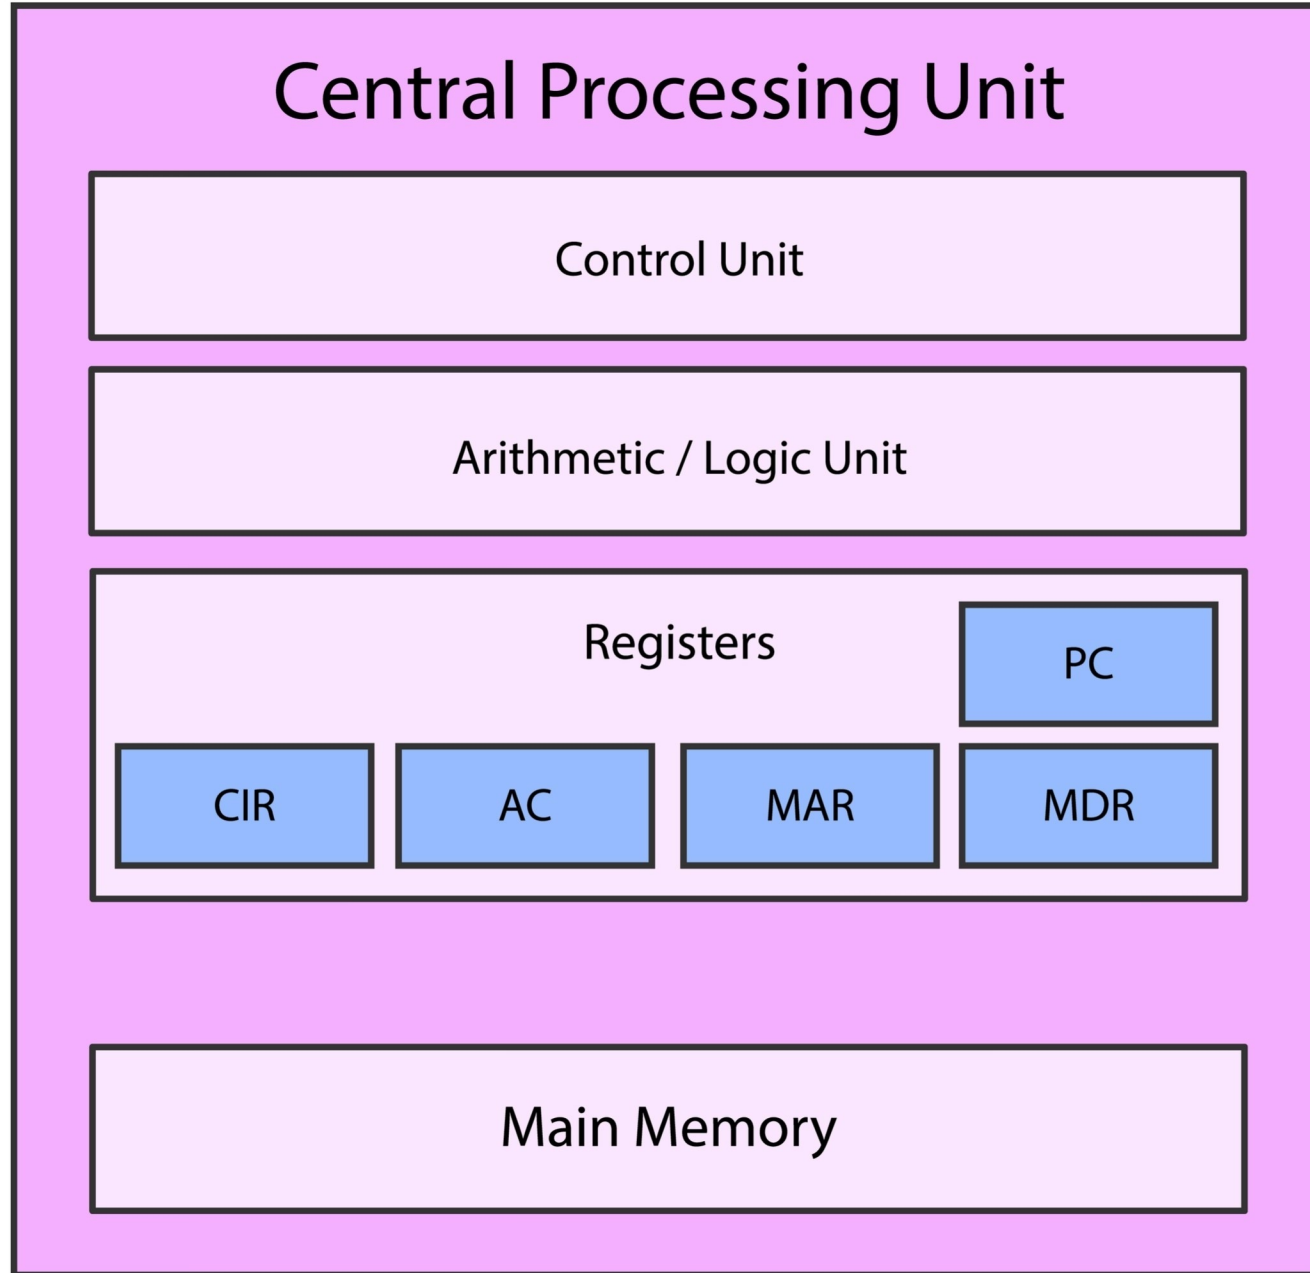 Central Processing Unit
Control Unit
Arithmetic / Logic Unit
Registers
PC
CIR
AC
MAR
MDR
Main Memory